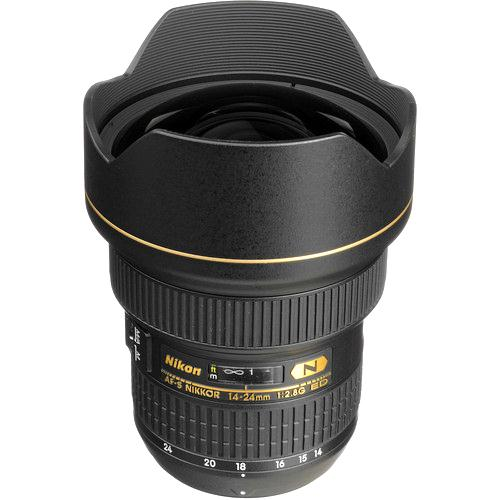 M/A M
Nikon
ft
m
∞ 1
N
AF-S NIKKOR 14-24mm 1:2.8G ED
24 20 18 16 15 14